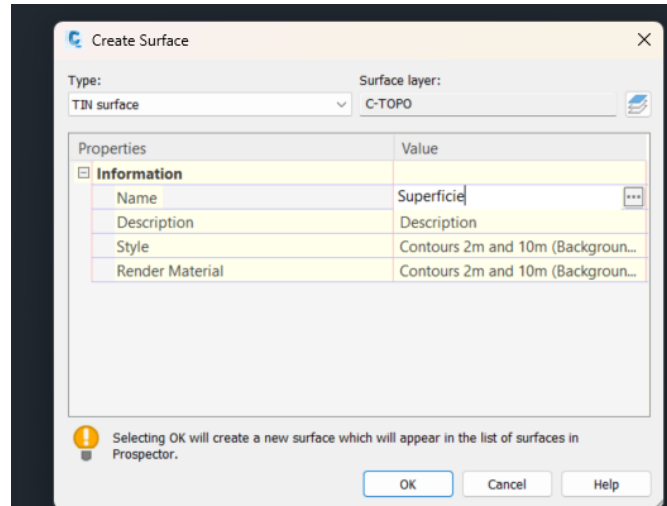 Create Surface
Type:
Surface layer:
TIN surface
C-TOPO
Properties Value
Information
Name Superficie
Description Description
Style Contours 2m and 10m (Backgroun...
Render Material Contours 2m and 10m (Backgroun...
Selecting OK will create a new surface which will appear in the list of surfaces in
Prospector.
OK Cancel Help